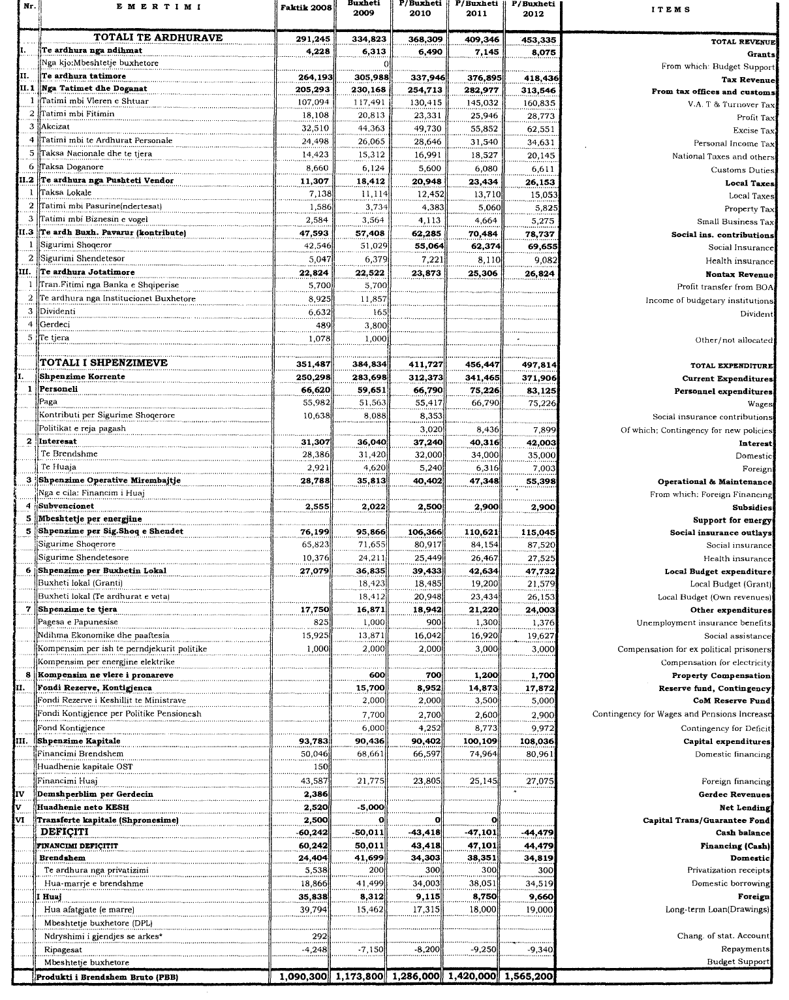 Nr. E M E R T I M I Faktik 2008 Buxheti 2009 P/Buxheti 2010 P/Buxheti 2011 P/Buxheti 2012 I T E M S
TOTALI TE ARDHURAVE 291,245 334,823 368,309 409,346 453,335 TOTAL REVENUE
I. Te ardhura nga ndihmat 4,228 6,313 6,490 7,145 8,075 Grants
Nga kjo:Mbeshtetje buxhetore 0 From which: Budget Support
II. Te ardhura tatimore 264,193 305,988 337,946 376,895 418,436 Tax Revenue
II.1 Nga Tatimet dhe Doganat 205,293 230,168 254,713 282,977 313,546 From tax offices and customs
1 Tatimi mbi Vleren e Shtuar 107,094 117,491 130,415 145,032 160,835 V.A. T & Turnover Tax
2 Tatimi mbi Fitimin 18,108 20,813 23,331 25,946 28,773 Profit Tax
3 Akcizat 32,510 44,363 49,730 55,852 62,551 Excise Tax
4 Tatimi mbi te Ardhurat Personale 24,498 26,065 28,646 31,540 34,631 Personal Income Tax
5 Taksa Nacionale dhe te tjera 14,423 15,312 16,991 18,527 20,145 National Taxes and others
6 Taksa Doganore 8,660 6,124 5,600 6,080 6,611 Customs Duties
II.2 Te ardhura nga Pushteti Vendor 11,307 18,412 20,948 23,434 26,153 Local Taxes
1 Taksa Lokale 7,138 11,114 12,452 13,710 15,053 Local Taxes
2 Tatimi mbi Pasurine(ndertesat) 1,586 3,734 4,383 5,060 5,825 Property Tax
3 Tatimi mbi Biznesin e vogel 2,584 3,564 4,113 4,664 5,275 Small Business Tax
II.3 Te ardh Buxh. Pavarur (kontribute) 47,593 57,408 62,285 70,484 78,737 Social ins. contributions
1 Sigurimi Shoqeror 42,546 51,029 55,064 62,374 69,655 Social Insurance
2 Sigurimi Shendetesor 5,047 6,379 7,221 8,110 9,082 Health insurance
III. Te ardhura Jotatimore 22,824 22,522 23,873 25,306 26,824 Nontax Revenue
1 Tran.Fitimi nga Banka e Shqiperise 5,700 5,700 Profit transfer from BOA
2 Te ardhura nga Institucionet Buxhetore 8,925 11,857 Income of budgetary institutions
3 Dividenti 6,632 165 Divident
4 Gerdeci 489 3,800
5 Te tjera 1,078 1,000 Other/not allocated
TOTALI I SHPENZIMEVE 351,487 384,834 411,727 456,447 497,814 TOTAL EXPENDITURE
I. Shpenzime Korrente 250,298 283,698 312,373 341,465 371,906 Current Expenditures
1 Personeli 66,620 59,651 66,790 75,226 83,125 Personnel expenditures
Paga 55,982 51,563 55,417 66,790 75,226 Wages
Kontributi per Sigurime Shoqerore 10,638 8,088 8,353 Social insurance contributions
Politikat e reja pagash 3,020 8,436 7,899 Of which; Contingency for new policies
2 Interesat 31,307 36,040 37,240 40,316 42,003 Interest
Te Brendshme 28,386 31,420 32,000 34,000 35,000 Domestic
Te Huaja 2,921 4,620 5,240 6,316 7,003 Foreign
3 Shpenzime Operative Mirembajtje 28,788 35,813 40,402 47,348 55,398 Operational & Maintenance
Nga e cila: Financim i Huaj From which: Foreign Financing
4 Subvencionet 2,555 2,022 2,500 2,900 2,900 Subsidies
5 Mbeshtetje per energjine Support for energy
5 Shpenzime per Sig.Shoq e Shendet 76,199 95,866 106,366 110,621 115,045 Social insurance outlays
Sigurime Shoqerore 65,823 71,655 80,917 84,154 87,520 Social insurance
Sigurime Shendetesore 10,376 24,211 25,449 26,467 27,525 Health insurance
6 Shpenzime per Buxhetin Lokal 27,079 36,835 39,433 42,634 47,732 Local Budget expenditure
Buxheti lokal (Granti) 18,423 18,485 19,200 21,579 Local Budget (Grant)
Buxheti lokal (Te ardhurat e veta) 18,412 20,948 23,434 26,153 Local Budget (Own revenues)
7 Shpenzime te tjera 17,750 16,871 18,942 21,220 24,003 Other expenditures
Pagesa e Papunesise 825 1,000 900 1,300 1,376 Unemployment insurance benefits
Ndihma Ekonomike dhe paaftesia 15,925 13,871 16,042 16,920 19,627 Social assistance
Kompensim per ish te perndjekurit politike 1,000 2,000 2,000 3,000 3,000 Compensation for ex political prisoners
Kompensim per energjine elektrike Compensation for electricity
8 Kompensim ne vlere i pronareve 600 700 1,200 1,700 Property Compensation
II. Fondi Rezerve, Kontigjenca 15,700 8,952 14,873 17,872 Reserve fund, Contingency
Fondi Rezerve i Keshillit te Ministrave 2,000 2,000 3,500 5,000 CoM Reserve Fund
Fondi Kontigjence per Politike Pensionesh 7,700 2,700 2,600 2,900 Contingency for Wages and Pensions Increase
Fond Kontigjence 6,000 4,252 8,773 9,972 Contingency for Deficit
III. Shpenzime Kapitale 93,783 90,436 90,402 100,109 108,036 Capital expenditures
Financimi Brendshem 50,046 68,661 66,597 74,964 80,961 Domestic financing
Huadhenie kapitale OST 150
Financimi Huaj 43,587 21,775 23,805 25,145 27,075 Foreign financing
IV Demshperblim per Gerdecin 2,386 Gerdec Revenues
V Huadhenie neto KESH 2,520 -5,000 Net Lending
VI Transferte kapitale (Shpronesime) 2,500 0 0 0 Capital Trans/Guarantee Fond
DEFIÇITI -60,242 -50,011 -43,418 -47,101 -44,479 Cash balance
FINANCIMI DEFIÇITIT 60,242 50,011 43,418 47,101 44,479 Financing (Cash)
Brendshem 24,404 41,699 34,303 38,351 34,819 Domestic
Te ardhura nga privatizimi 5,538 200 300 300 300 Privatization receipts
Hua-marrje e brendshme 18,866 41,499 34,003 38,051 34,519 Domestic borrowing
I Huaj 35,838 8,312 9,115 8,750 9,660 Foreign
Hua afatgjate (e marre) 39,794 15,462 17,315 18,000 19,000 Long-term Loan(Drawings)
Mbeshtetje buxhetore (DPL)
Ndryshimi i gjendjes se arkes* 292 Chang. of stat. Account
Ripagesat -4,248 -7,150 -8,200 -9,250 -9,340 Repayments
Mbeshtetje buxhetore Budget Support
Produkti i Brendshem Bruto (PBB) 1,090,300 1,173,800 1,286,000 1,420,000 1,565,200